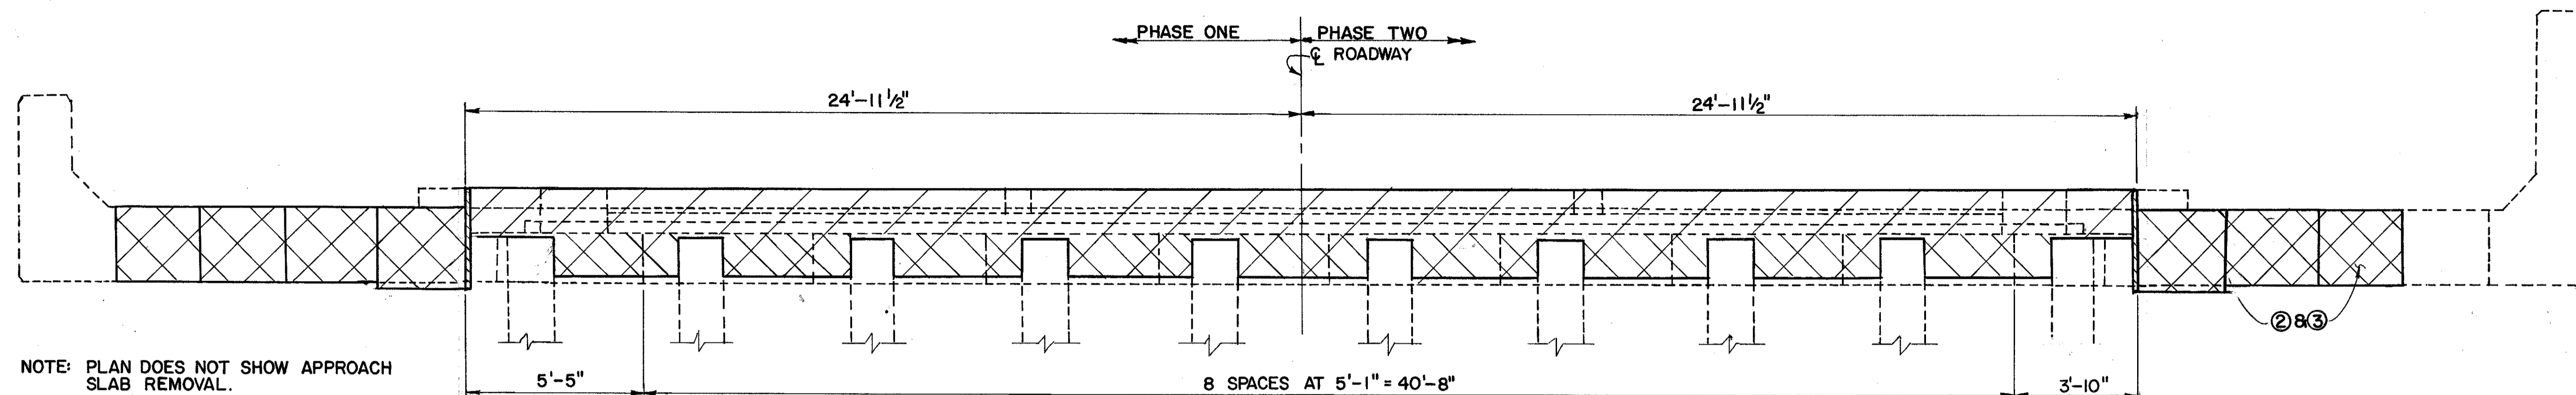 PHASE ONE
PHASE TWO
℄ ROADWAY
24'-11½"
24'-11½"
②&③
NOTE: PLAN DOES NOT SHOW APPROACH
SLAB REMOVAL.
5'-5"
8 SPACES AT 5'-1" = 40'-8"
3'-10"